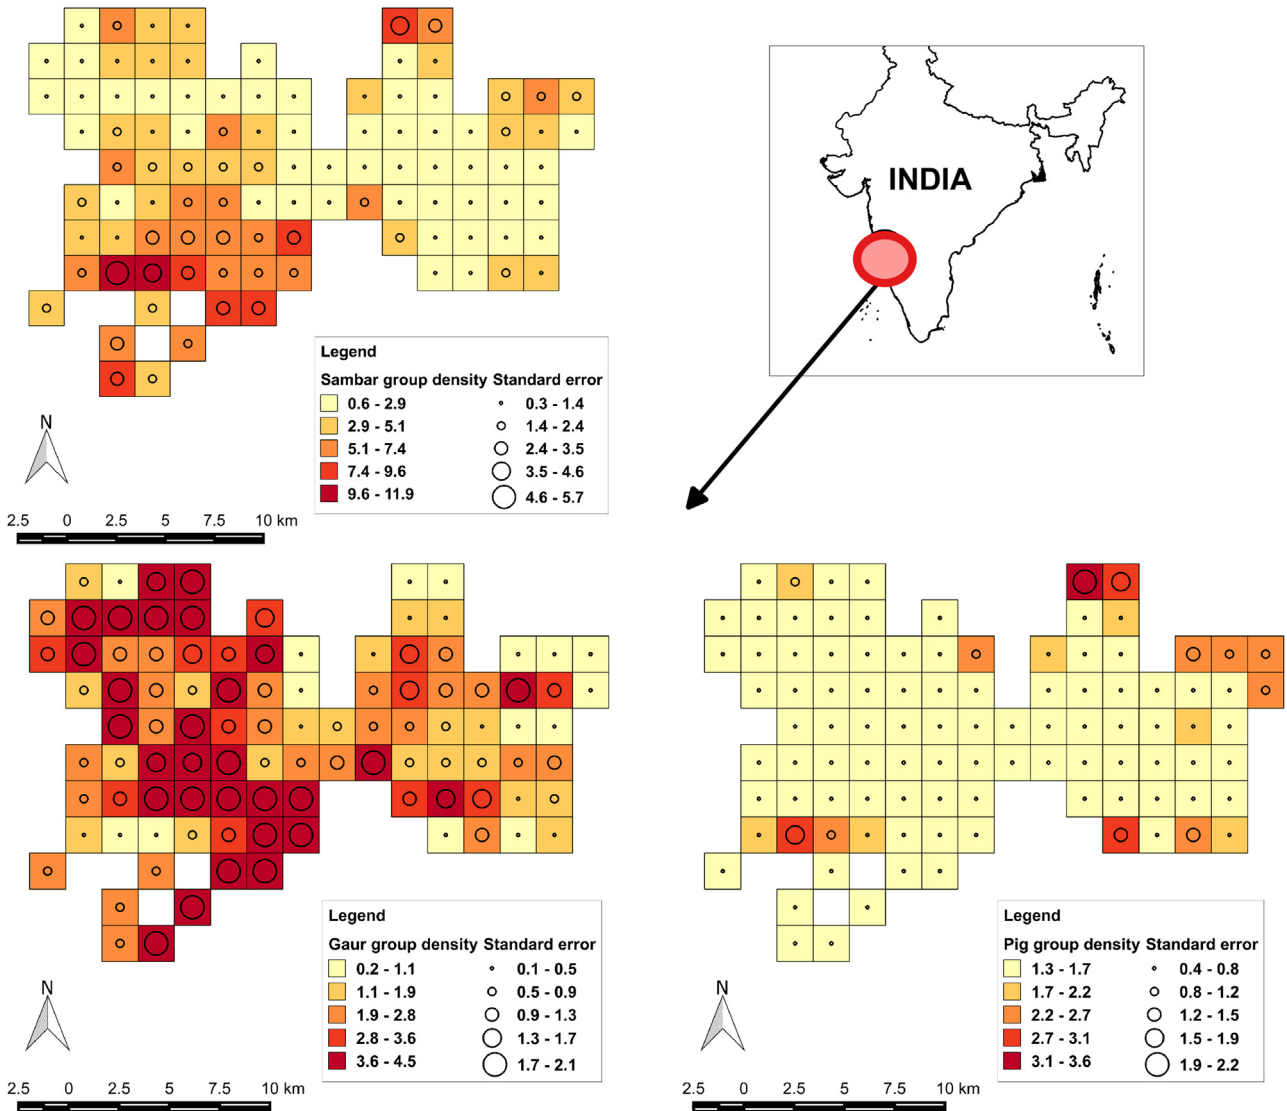 INDIA
Legend
Sambar group density Standard error
0.6 - 2.9 0.3 - 1.4
2.9 - 5.1 1.4 - 2.4
5.1 - 7.4 2.4 - 3.5
7.4 - 9.6 3.5 - 4.6
9.6 - 11.9 4.6 - 5.7
N
2.5 0 2.5 5 7.5 10 km
Legend
Gaur group density Standard error
0.2 - 1.1 0.1 - 0.5
1.1 - 1.9 0.5 - 0.9
1.9 - 2.8 0.9 - 1.3
2.8 - 3.6 1.3 - 1.7
3.6 - 4.5 1.7 - 2.1
N
2.5 0 2.5 5 7.5 10 km
Legend
Pig group density Standard error
1.3 - 1.7 0.4 - 0.8
1.7 - 2.2 0.8 - 1.2
2.2 - 2.7 1.2 - 1.5
2.7 - 3.1 1.5 - 1.9
3.1 - 3.6 1.9 - 2.2
N
2.5 0 2.5 5 7.5 10 km